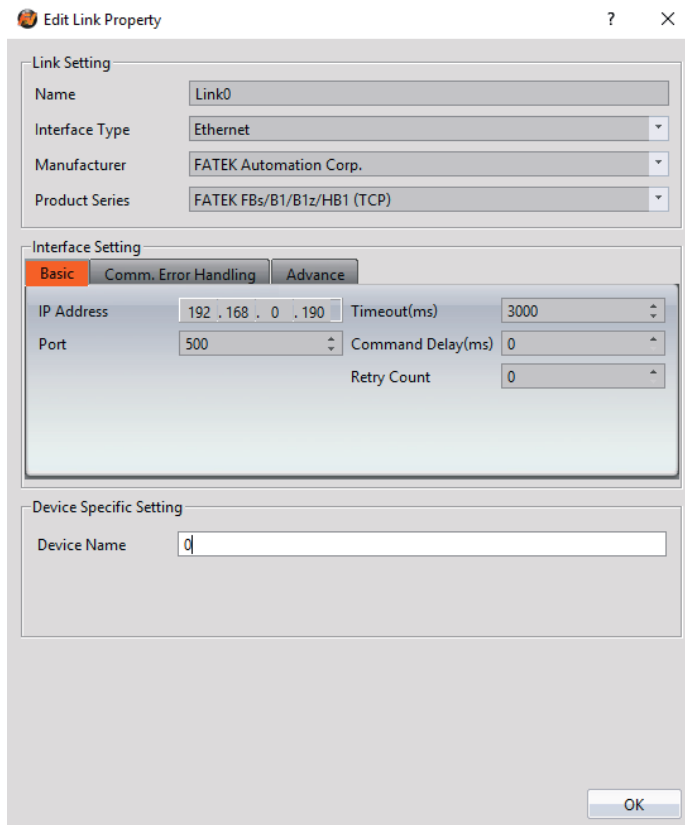 Edit Link Property ? ×
Link Setting
Name Link0
Interface Type Ethernet
Manufacturer FATEK Automation Corp.
Product Series FATEK FBs/B1/B1z/HB1 (TCP)
Interface Setting
Basic Comm. Error Handling Advance
IP Address 192 . 168 . 0 . 190 Timeout(ms) 3000
Port 500 Command Delay(ms) 0
Retry Count 0
Device Specific Setting
Device Name 0
OK